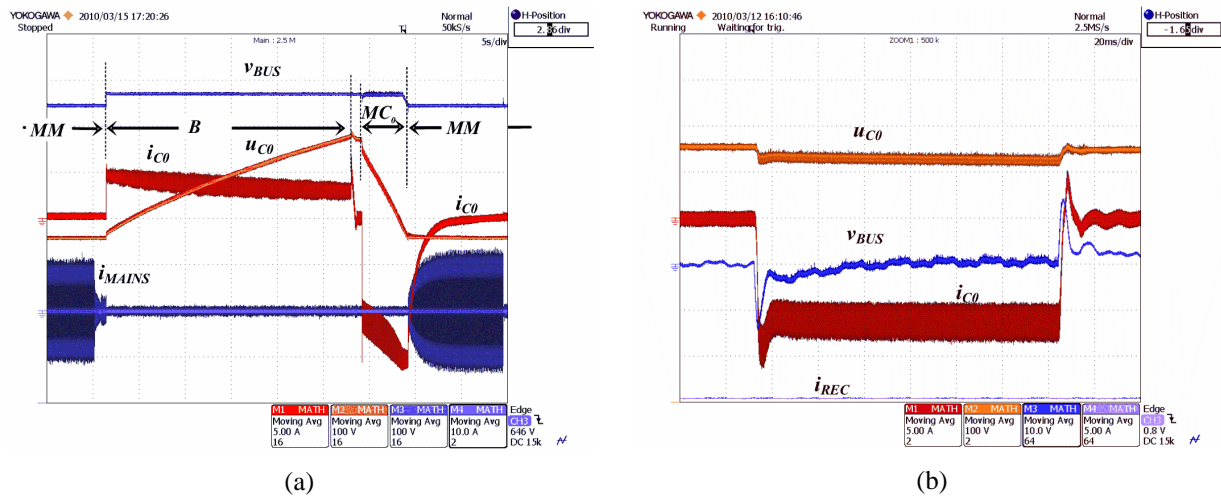 YOKOGAWA ◆ 2010/03/15 17:20:26
Stopped
Normal
50kS/s
H-Position
2.86div
Main : 2.5 M
5s/div
vBUS
MM
B
MC0
MM
iC0
uC0
iC0
iMAINS
M1 MATH
Moving Avg
5.00 A
16
M2 MATH
Moving Avg
100 V
16
M3 MATH
Moving Avg
100 V
16
M4 MATH
Moving Avg
10.0 A
2
Edge
CH3
646 V
DC 15k
(a)
YOKOGAWA ◆ 2010/03/12 16:10:46
Running
Waiting for trig.
Normal
2.5MS/s
H-Position
-1.65div
ZOOM1 : 500 k
20ms/div
uC0
vBUS
iC0
iREC
M1 MATH
Moving Avg
5.00 A
2
M2 MATH
Moving Avg
100 V
2
M3 MATH
Moving Avg
10.0 V
64
M4 MATH
Moving Avg
5.00 A
64
Edge
CH3
0.8 V
DC 15k
(b)